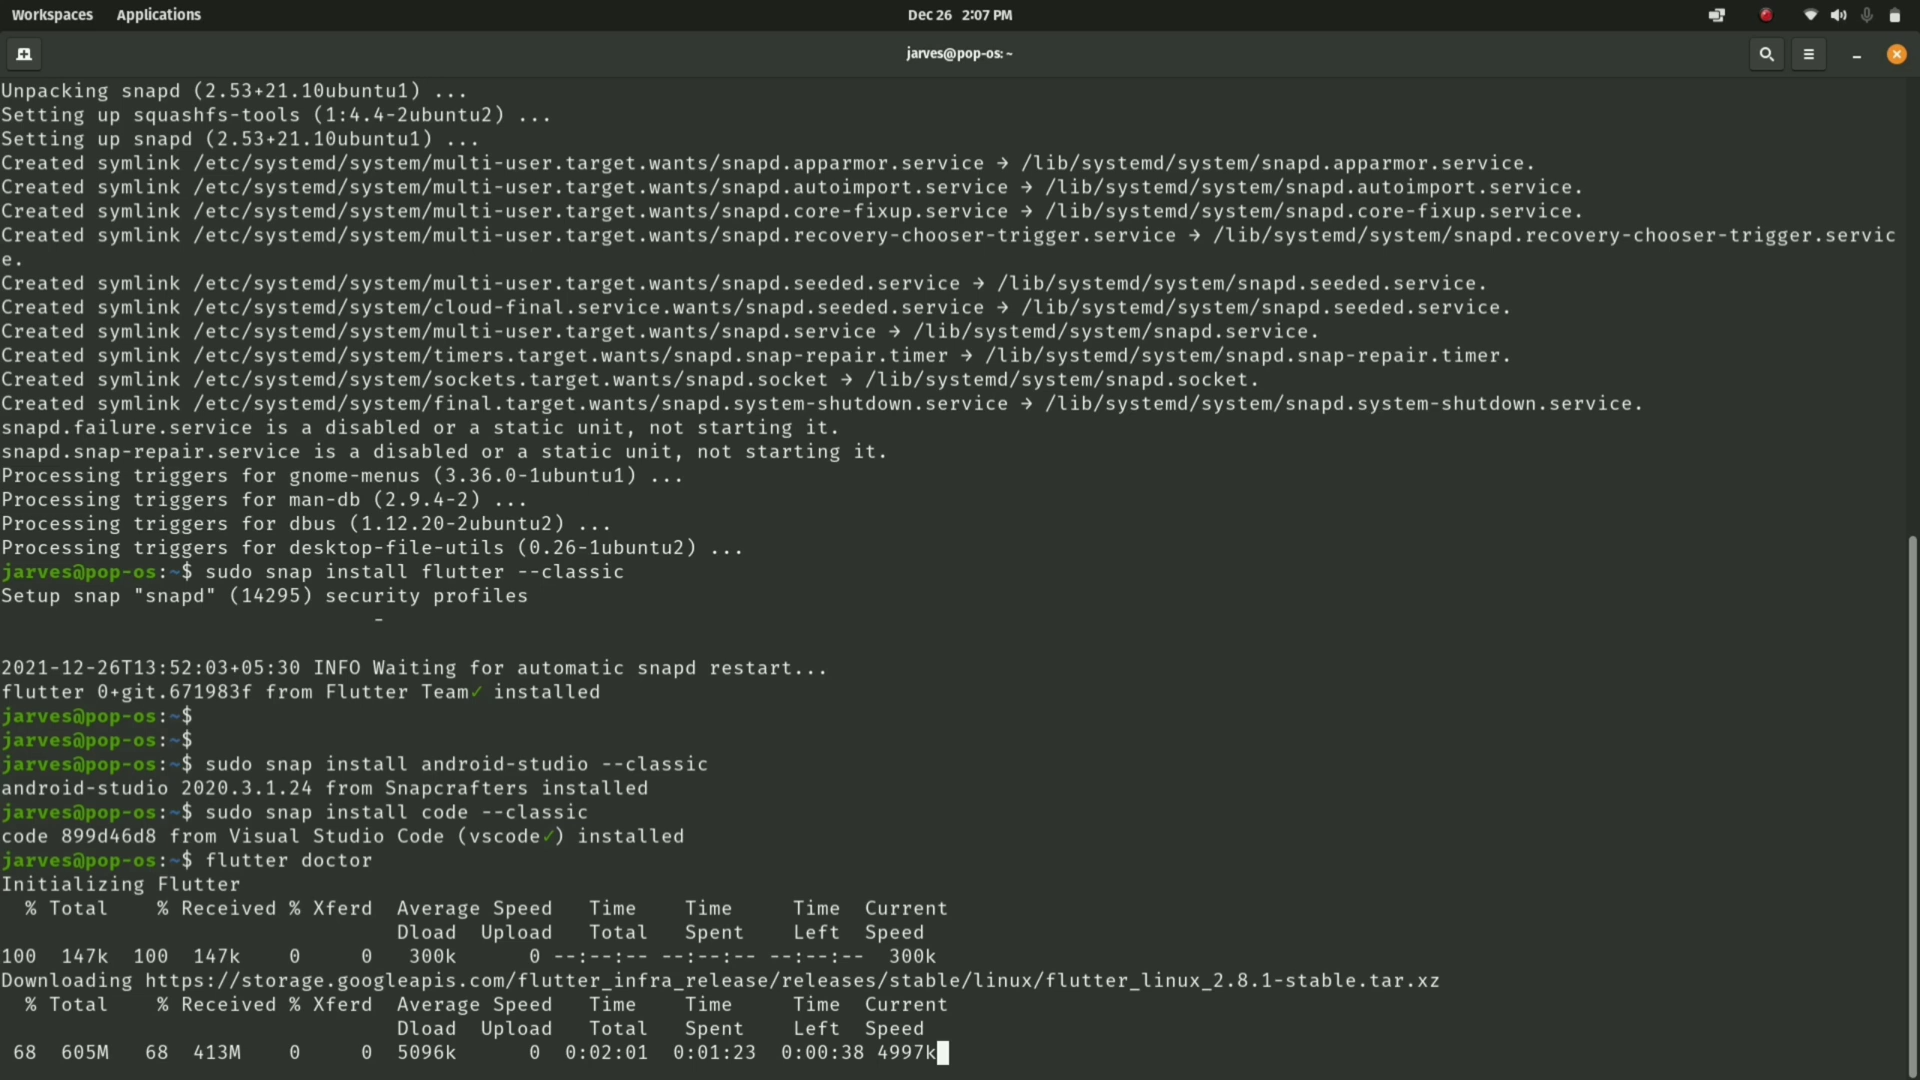 Workspaces Applications Dec 26 2:07 PM
jarves@pop-os: ~
Unpacking snapd (2.53+21.10ubuntu1) ...
Setting up squashfs-tools (1:4.4-2ubuntu2) ...
Setting up snapd (2.53+21.10ubuntu1) ...
Created symlink /etc/systemd/system/multi-user.target.wants/snapd.apparmor.service → /lib/systemd/system/snapd.apparmor.service.
Created symlink /etc/systemd/system/multi-user.target.wants/snapd.autoimport.service → /lib/systemd/system/snapd.autoimport.service.
Created symlink /etc/systemd/system/multi-user.target.wants/snapd.core-fixup.service → /lib/systemd/system/snapd.core-fixup.service.
Created symlink /etc/systemd/system/multi-user.target.wants/snapd.recovery-chooser-trigger.service → /lib/systemd/system/snapd.recovery-chooser-trigger.servic
e.
Created symlink /etc/systemd/system/multi-user.target.wants/snapd.seeded.service → /lib/systemd/system/snapd.seeded.service.
Created symlink /etc/systemd/system/cloud-final.service.wants/snapd.seeded.service → /lib/systemd/system/snapd.seeded.service.
Created symlink /etc/systemd/system/multi-user.target.wants/snapd.service → /lib/systemd/system/snapd.service.
Created symlink /etc/systemd/system/timers.target.wants/snapd.snap-repair.timer → /lib/systemd/system/snapd.snap-repair.timer.
Created symlink /etc/systemd/system/sockets.target.wants/snapd.socket → /lib/systemd/system/snapd.socket.
Created symlink /etc/systemd/system/final.target.wants/snapd.system-shutdown.service → /lib/systemd/system/snapd.system-shutdown.service.
snapd.failure.service is a disabled or a static unit, not starting it.
snapd.snap-repair.service is a disabled or a static unit, not starting it.
Processing triggers for gnome-menus (3.36.0-1ubuntu1) ...
Processing triggers for man-db (2.9.4-2) ...
Processing triggers for dbus (1.12.20-2ubuntu2) ...
Processing triggers for desktop-file-utils (0.26-1ubuntu2) ...
jarves@pop-os:~$ sudo snap install flutter --classic
Setup snap "snapd" (14295) security profiles
-
2021-12-26T13:52:03+05:30 INFO Waiting for automatic snapd restart...
flutter 0+git.671983f from Flutter Team✓ installed
jarves@pop-os:~$
jarves@pop-os:~$
jarves@pop-os:~$ sudo snap install android-studio --classic
android-studio 2020.3.1.24 from Snapcrafters installed
jarves@pop-os:~$ sudo snap install code --classic
code 899d46d8 from Visual Studio Code (vscode✓) installed
jarves@pop-os:~$ flutter doctor
Initializing Flutter
% Total % Received % Xferd Average Speed Time Time Time Current
Dload Upload Total Spent Left Speed
100 147k 100 147k 0 0 300k 0 --:--:-- --:--:-- --:--:-- 300k
Downloading https://storage.googleapis.com/flutter_infra_release/releases/stable/linux/flutter_linux_2.8.1-stable.tar.xz
% Total % Received % Xferd Average Speed Time Time Time Current
Dload Upload Total Spent Left Speed
68 605M 68 413M 0 0 5096k 0 0:02:01 0:01:23 0:00:38 4997k